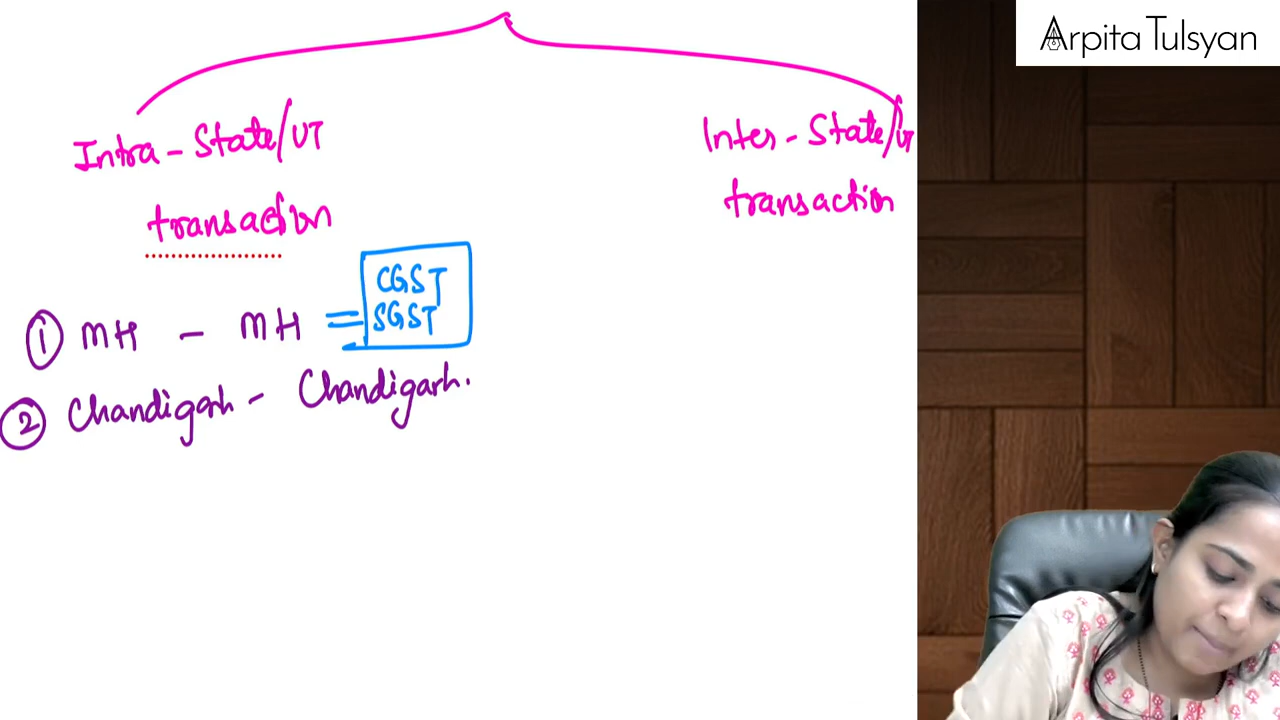 Arpita Tulsyan
Intra - State/UT
transaction
Inter - State/UT
transaction
① MH - MH = CGST
SGST
② Chandigarh - Chandigarh.